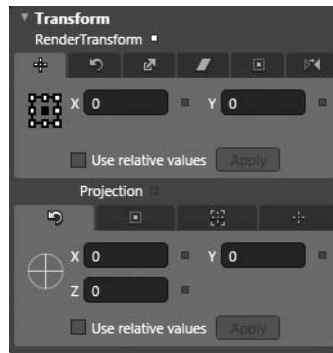 Transform
RenderTransform
X 0 Y 0
Use relative values Apply
Projection
X 0 Y 0
Z 0
Use relative values Apply